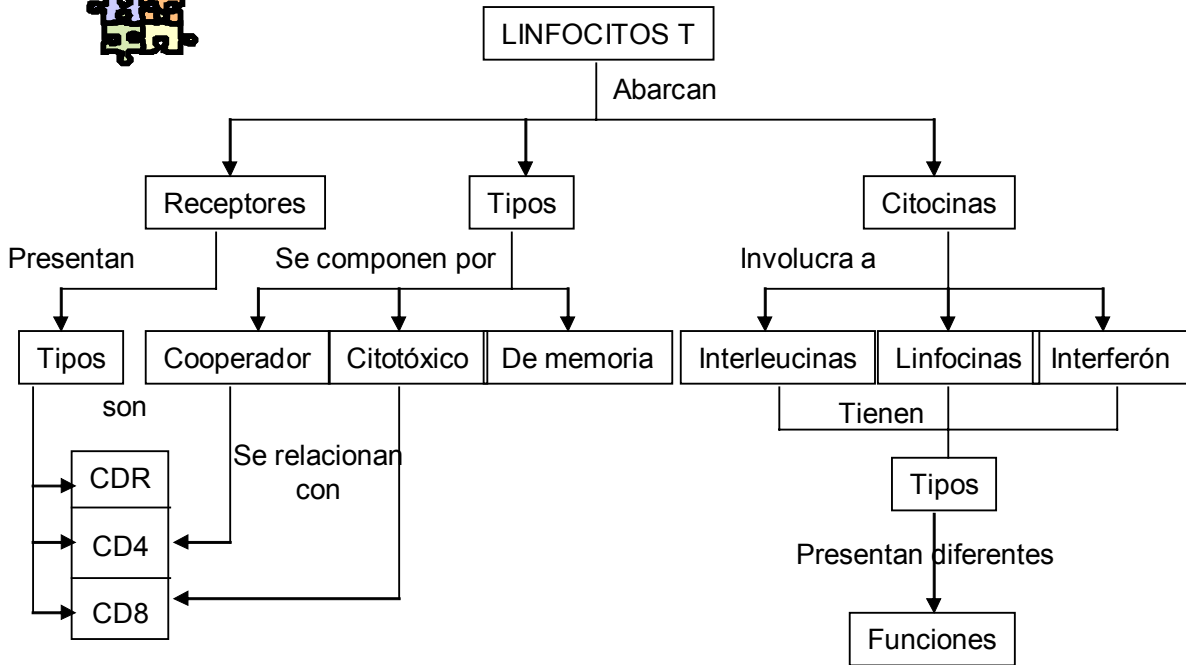 LINFOCITOS T
Abarcan
Receptores
Tipos
Citocinas
Presentan
Se componen por
Involucra a
Tipos
Cooperador
Citotóxico
De memoria
Interleucinas
Linfocinas
Interferón
son
Tienen
Se relacionan
con
CDR
CD4
CD8
Tipos
Presentan diferentes
Funciones